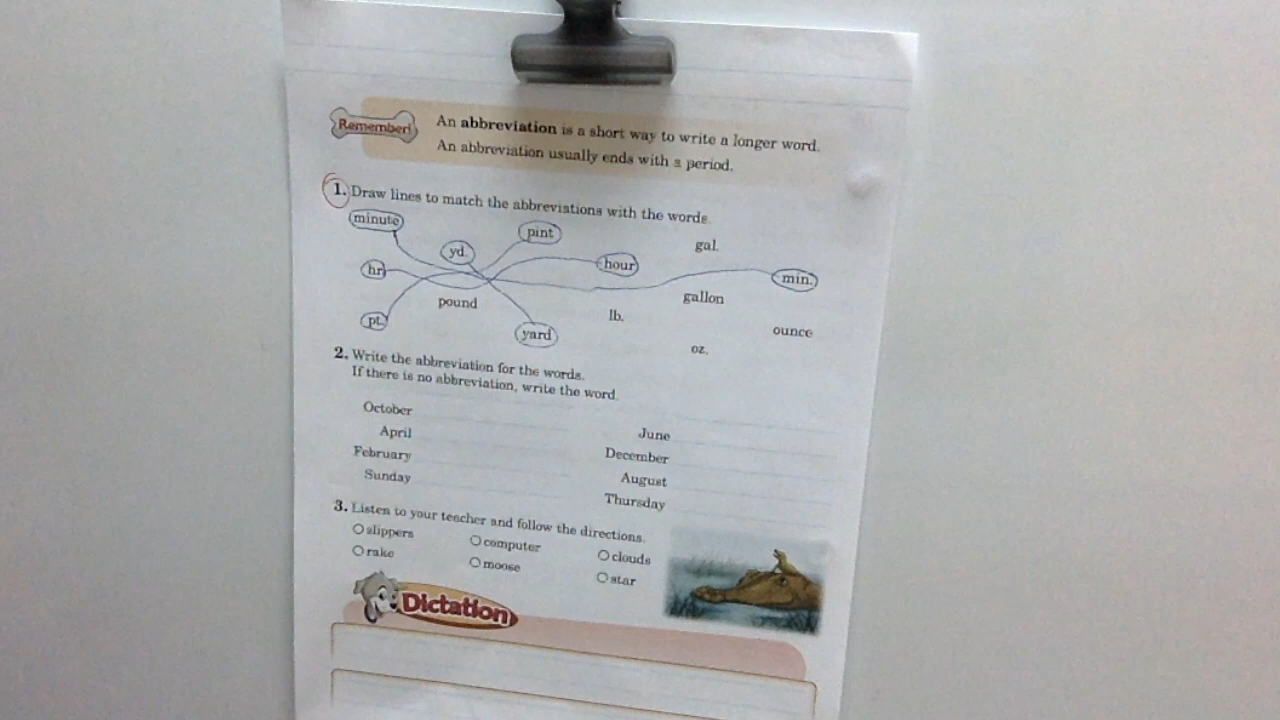 Remember!
An abbreviation is a short way to write a longer word.
An abbreviation usually ends with a period.
1. Draw lines to match the abbreviations with the words.
minute yd. pint hour gal. min.
hr. pound lb. gallon ounce
pt. yard oz.
2. Write the abbreviation for the words.
If there is no abbreviation, write the word.
October June
April December
February August
Sunday Thursday
3. Listen to your teacher and follow the directions.
slippers computer clouds
rake moose star
Dictation